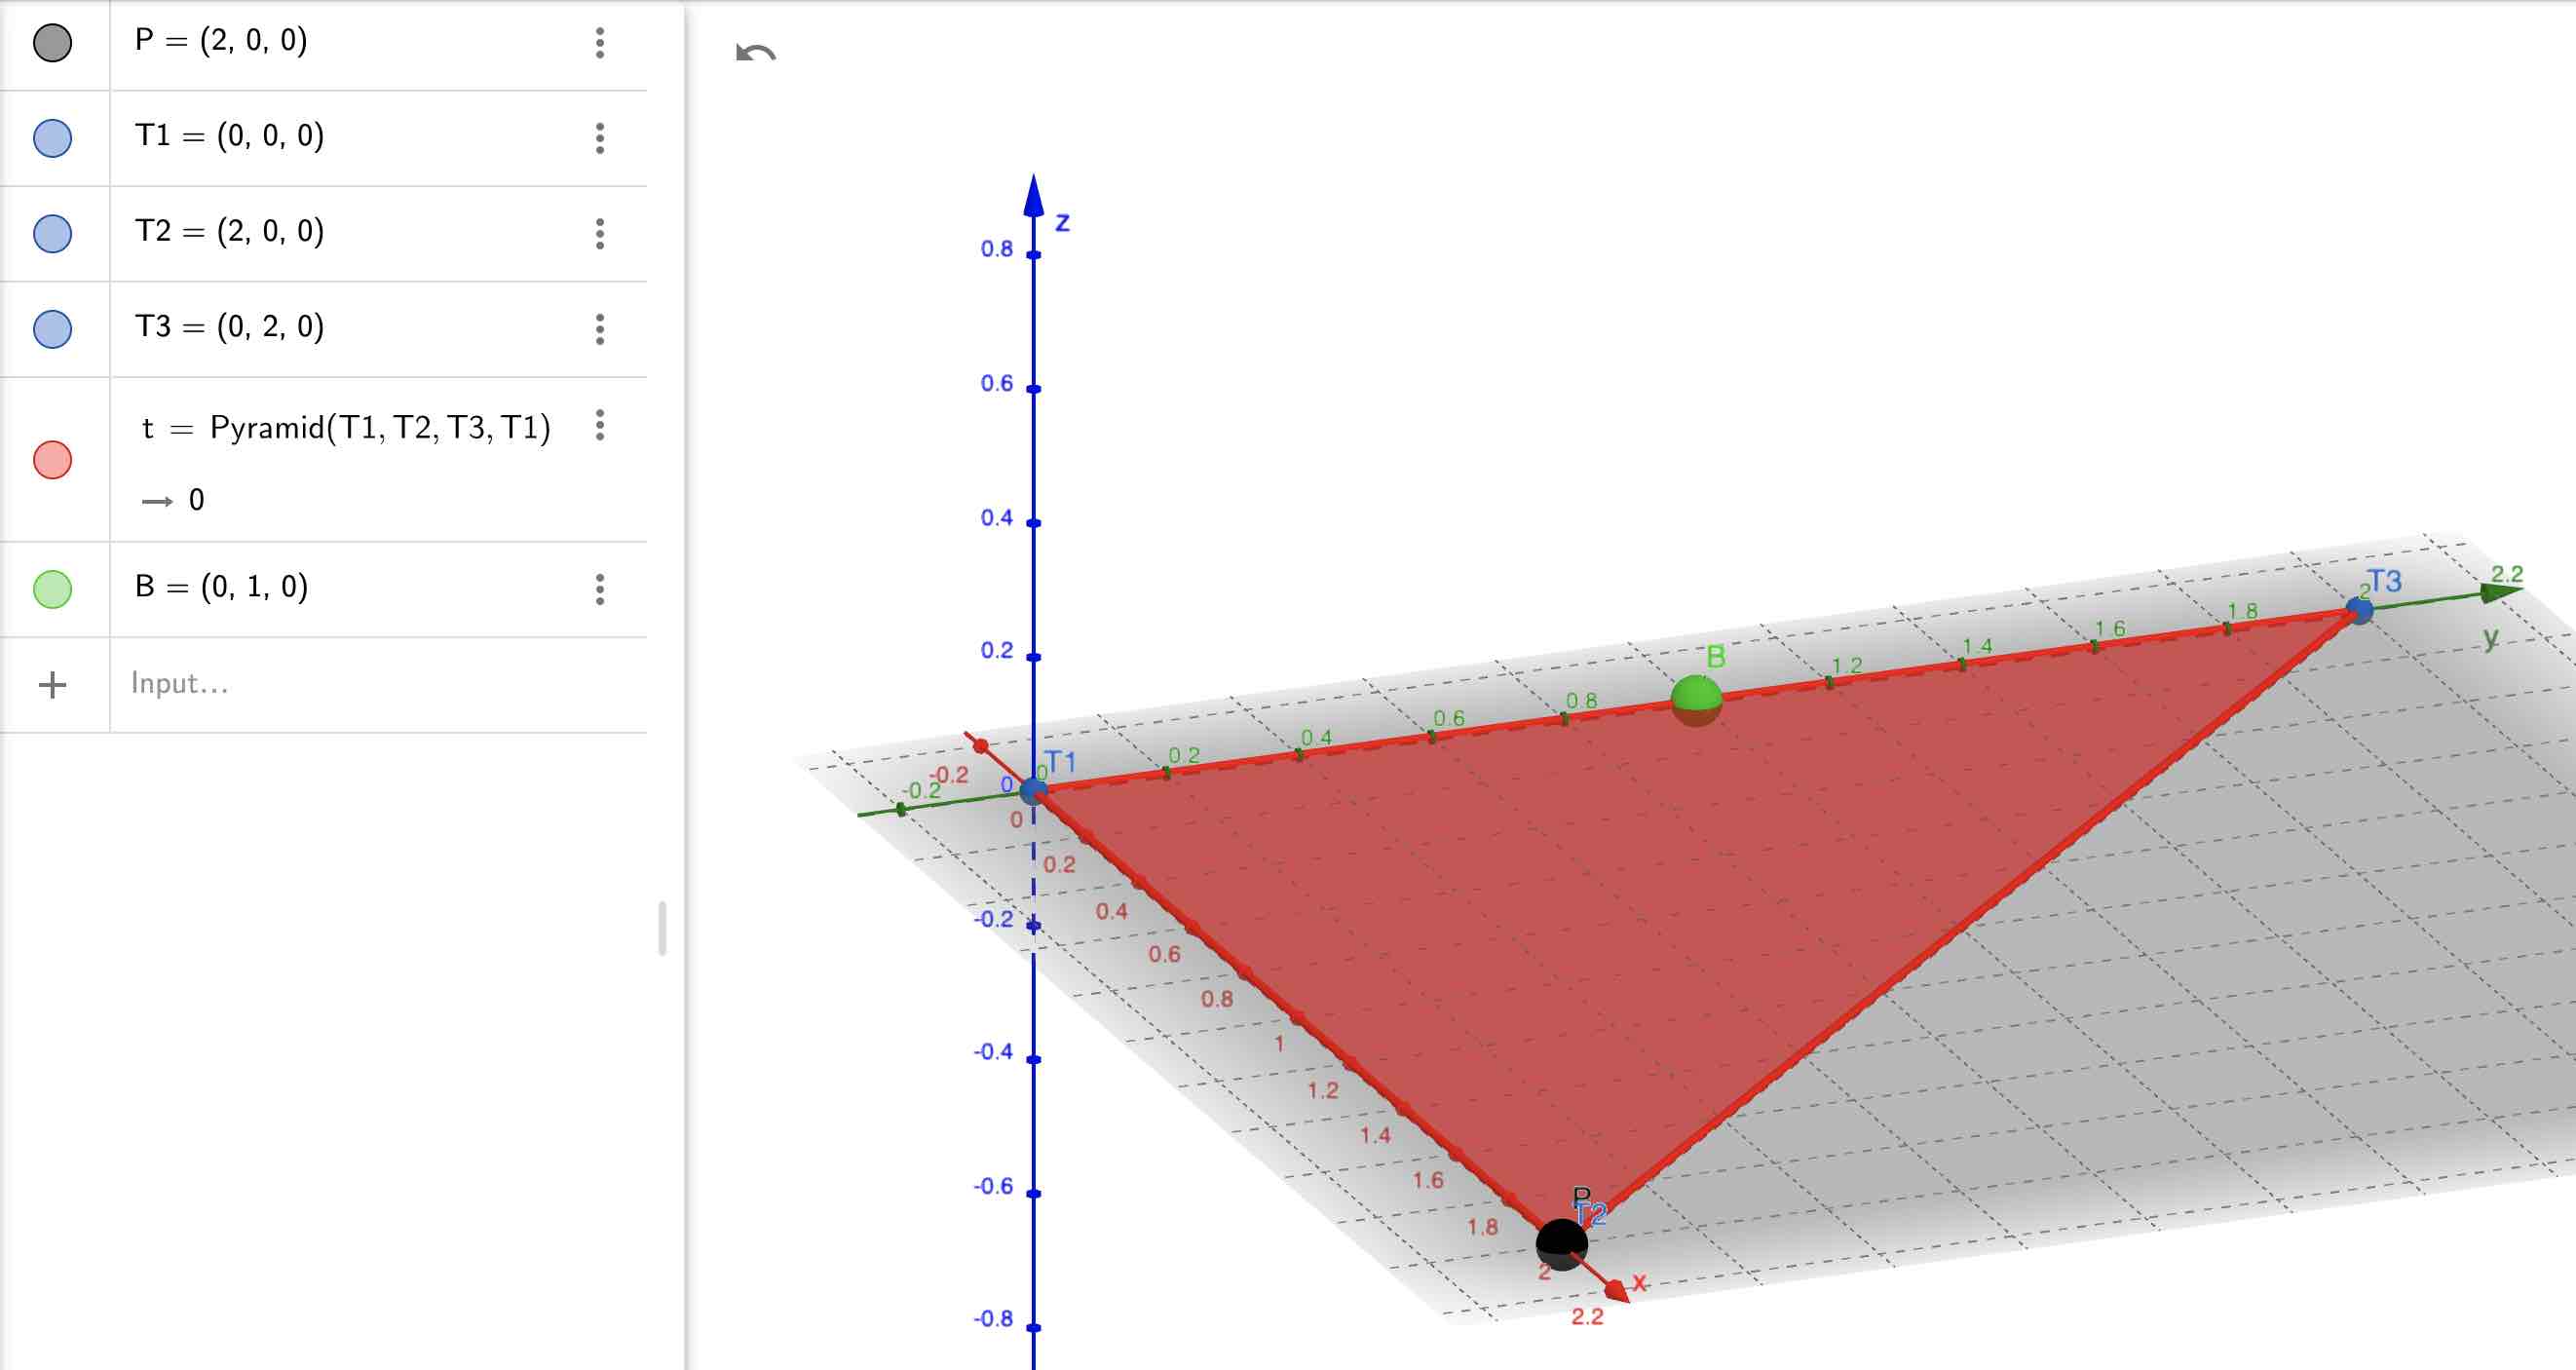 P = (2, 0, 0)
T1 = (0, 0, 0)
T2 = (2, 0, 0)
T3 = (0, 2, 0)
t = Pyramid(T1, T2, T3, T1)
→ 0
B = (0, 1, 0)
+ Input...
z
0.8
0.6
0.4
0.2
0
-0.2
-0.4
-0.6
-0.8
T1
T3
B
P
T2
-0.2
0
0.2
0.4
0.6
0.8
1.2
1.4
1.6
1.8
2
2.2
y
-0.2
0
0.2
0.4
0.6
0.8
1
1.2
1.4
1.6
1.8
2
2.2
x